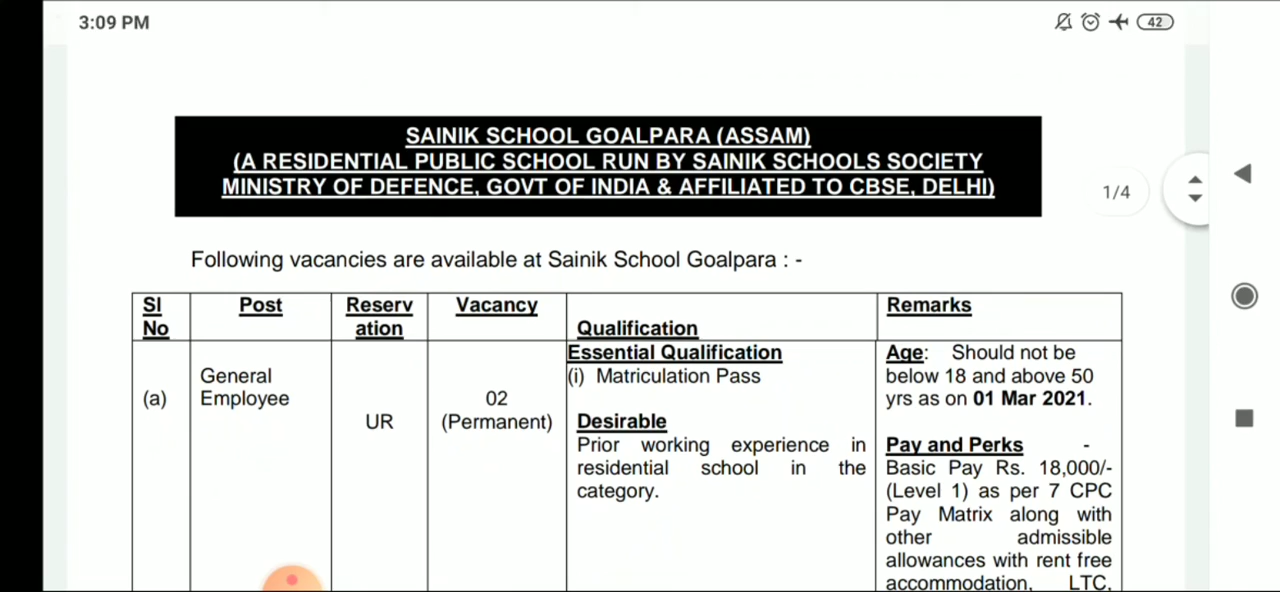 3:09 PM
42
SAINIK SCHOOL GOALPARA (ASSAM)
(A RESIDENTIAL PUBLIC SCHOOL RUN BY SAINIK SCHOOLS SOCIETY
MINISTRY OF DEFENCE, GOVT OF INDIA & AFFILIATED TO CBSE, DELHI)
1/4
Following vacancies are available at Sainik School Goalpara : -
Sl
No
Post
Reserv
ation
Vacancy
Qualification
Remarks
(a)
General
Employee
UR
02
(Permanent)
Essential Qualification
(i) Matriculation Pass
Desirable
Prior working experience in
residential school in the
category.
Age: Should not be
below 18 and above 50
yrs as on 01 Mar 2021.
Pay and Perks -
Basic Pay Rs. 18,000/-
(Level 1) as per 7 CPC
Pay Matrix along with
other admissible
allowances with rent free
accommodation, LTC,